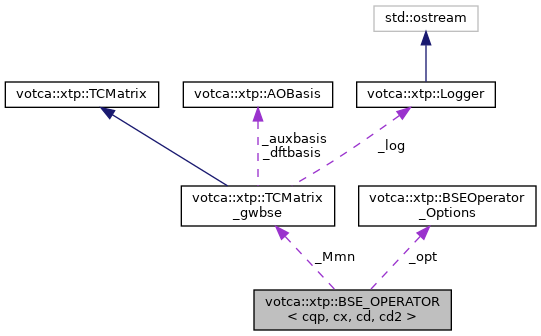 std::ostream
votca::xtp::TCMatrix
votca::xtp::AOBasis
votca::xtp::Logger
_auxbasis
_dftbasis
_log
votca::xtp::TCMatrix
_gwbse
votca::xtp::BSEOperator
_Options
_Mmn
_opt
votca::xtp::BSE_OPERATOR
< cqp, cx, cd, cd2 >